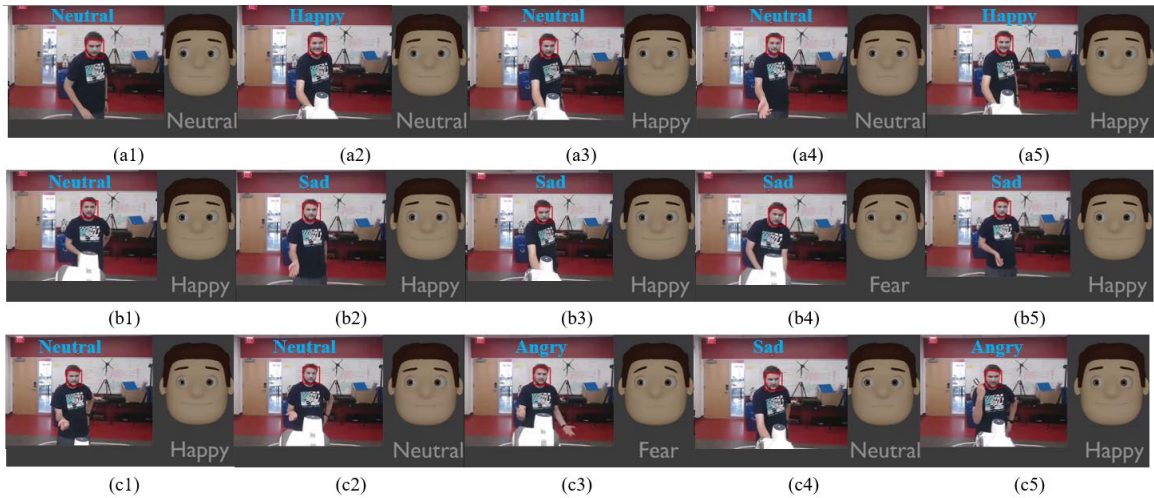 Neutral Happy Neutral Neutral Happy
Neutral Neutral Happy Neutral Happy
(a1) (a2) (a3) (a4) (a5)
Neutral Sad Sad Sad Sad
Happy Happy Happy Fear Happy
(b1) (b2) (b3) (b4) (b5)
Neutral Neutral Angry Sad Angry
Happy Neutral Fear Neutral Happy
(c1) (c2) (c3) (c4) (c5)